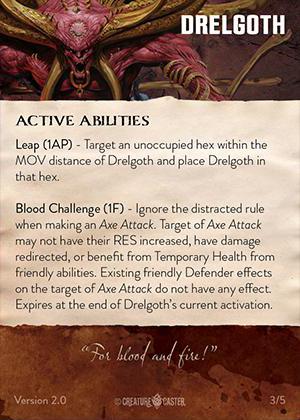 DRELGOTH
ACTIVE ABILITIES
Leap (1AP) - Target an unoccupied hex within the
MOV distance of Drelgoth and place Drelgoth in
that hex.
Blood Challenge (1F) - Ignore the distracted rule
when making an Axe Attack. Target of Axe Attack
may not have their RES increased, have damage
redirected, or benefit from Temporary Health from
friendly abilities. Existing friendly Defender effects
on the target of Axe Attack do not have any effect.
Expires at the end of Drelgoth's current activation.
"For blood and fire!"
Version 2.0 © CREATURE CASTER 3/5